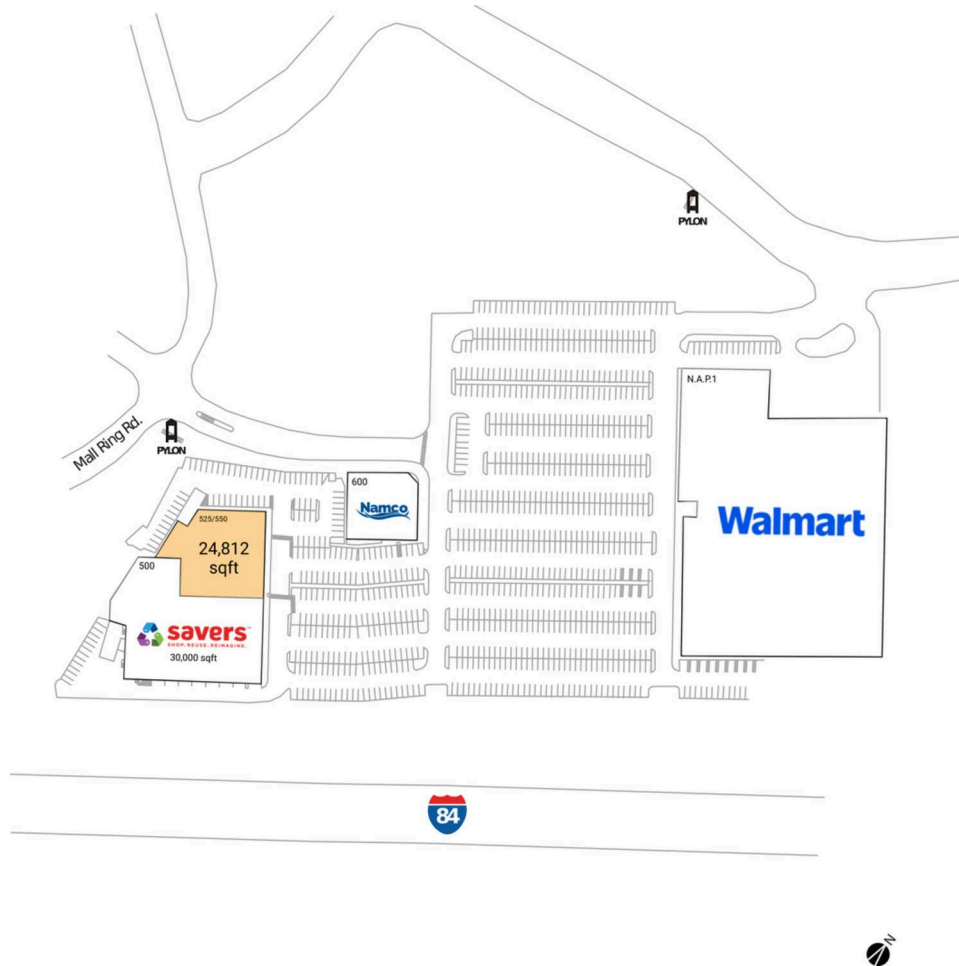 PYLON
N.A.P.1
Mall Ring Rd.
PYLON
600
Namco
525/550
24,812
sqft
500
Walmart
savers
SHOP. REUSE. REIMAGINE.
30,000 sqft
84
N